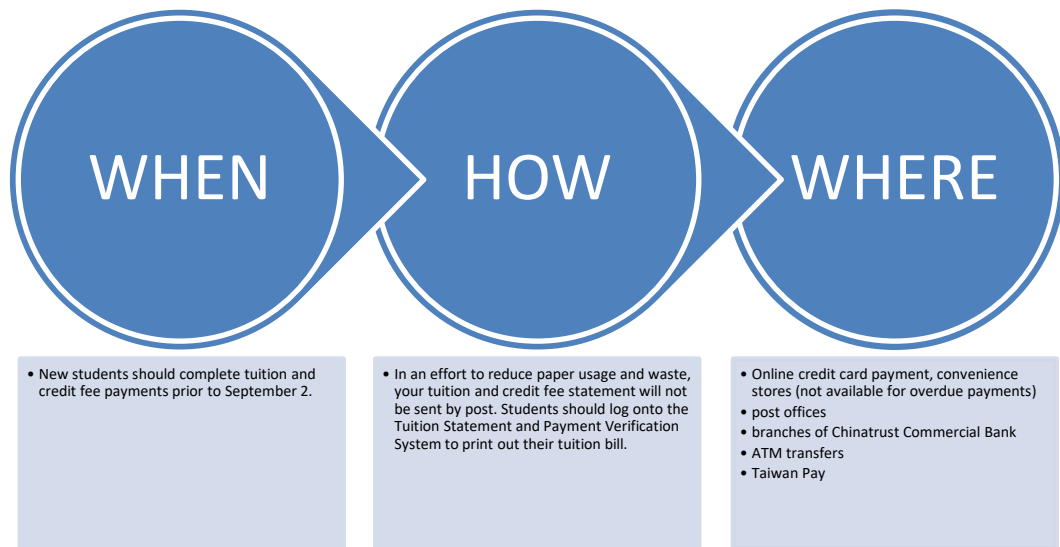 WHEN
HOW
WHERE
• New students should complete tuition and
credit fee payments prior to September 2.
• In an effort to reduce paper usage and waste,
your tuition and credit fee statement will not
be sent by post. Students should log onto the
Tuition Statement and Payment Verification
System to print out their tuition bill.
• Online credit card payment, convenience
stores (not available for overdue payments)
• post offices
• branches of Chinatrust Commercial Bank
• ATM transfers
• Taiwan Pay